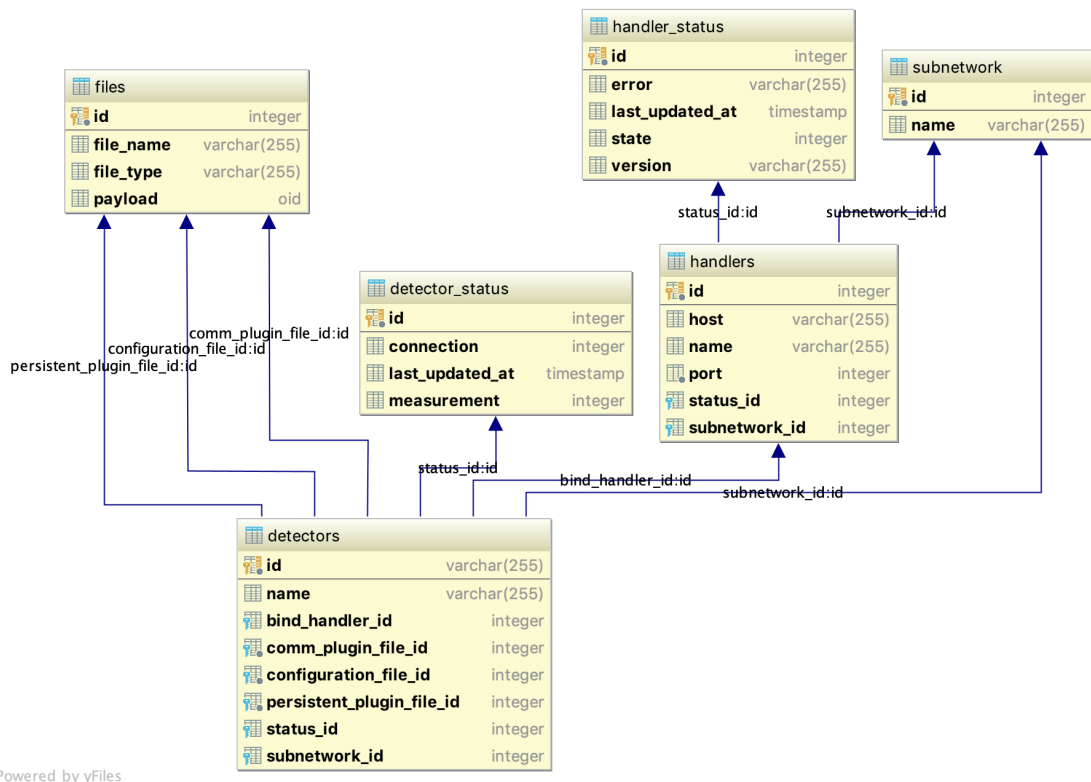 handler_status
id integer
error varchar(255)
last_updated_at timestamp
state integer
version varchar(255)
subnetwork
id integer
name varchar(255)
files
id integer
file_name varchar(255)
file_type varchar(255)
payload oid
status_id:id
subnetwork_id:id
handlers
id integer
host varchar(255)
name varchar(255)
port integer
status_id integer
subnetwork_id integer
detector_status
id integer
connection integer
last_updated_at timestamp
measurement integer
comm_plugin_file_id:id
configuration_file_id:id
persistent_plugin_file_id:id
status_id:id
bind_handler_id:id
subnetwork_id:id
detectors
id varchar(255)
name varchar(255)
bind_handler_id integer
comm_plugin_file_id integer
configuration_file_id integer
persistent_plugin_file_id integer
status_id integer
subnetwork_id integer
Powered by yFiles